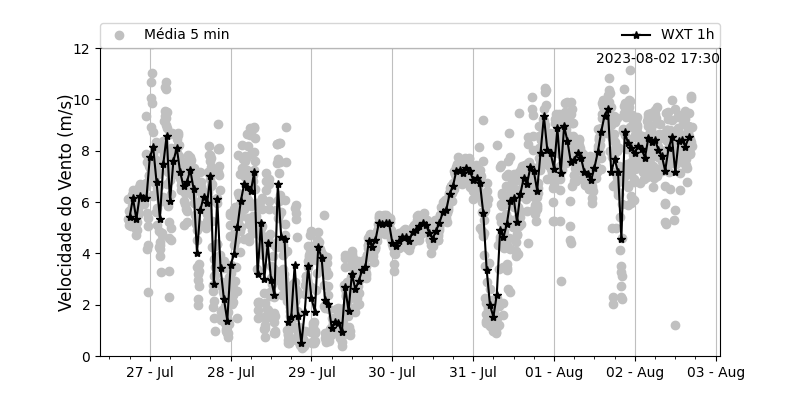 Média 5 min
WXT 1h
2023-08-02 17:30
Velocidade do Vento (m/s)
12
10
8
6
4
2
0
27 - Jul
28 - Jul
29 - Jul
30 - Jul
31 - Jul
01 - Aug
02 - Aug
03 - Aug